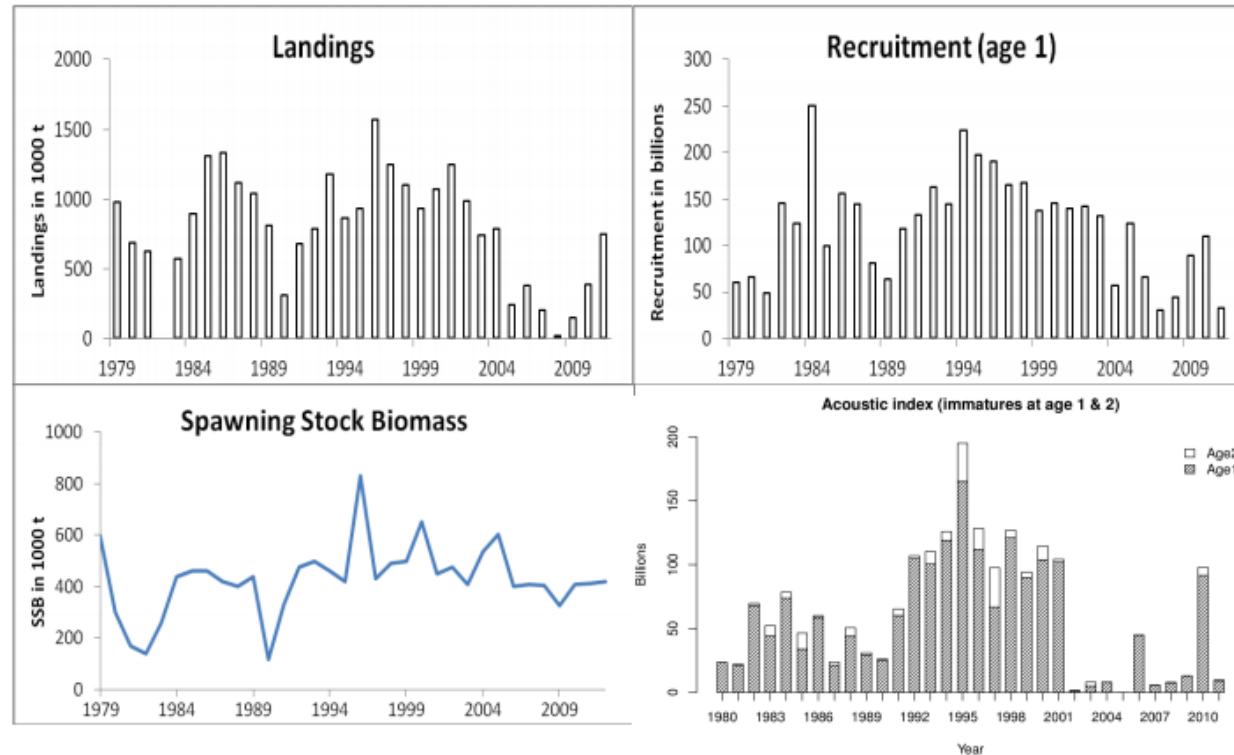 Landings
Landings in 1000 t
2000
1500
1000
500
0
1979 1984 1989 1994 1999 2004 2009
Recruitment (age 1)
Recruitment in billions
300
250
200
150
100
50
0
1979 1984 1989 1994 1999 2004 2009
Spawning Stock Biomass
SSB in 1000 t
1000
800
600
400
200
0
1979 1984 1989 1994 1999 2004 2009
Acoustic index (immatures at age 1 & 2)
Age2
Age1
Billions
200
150
100
50
0
1980 1983 1986 1989 1992 1995 1998 2001 2004 2007 2010
Year